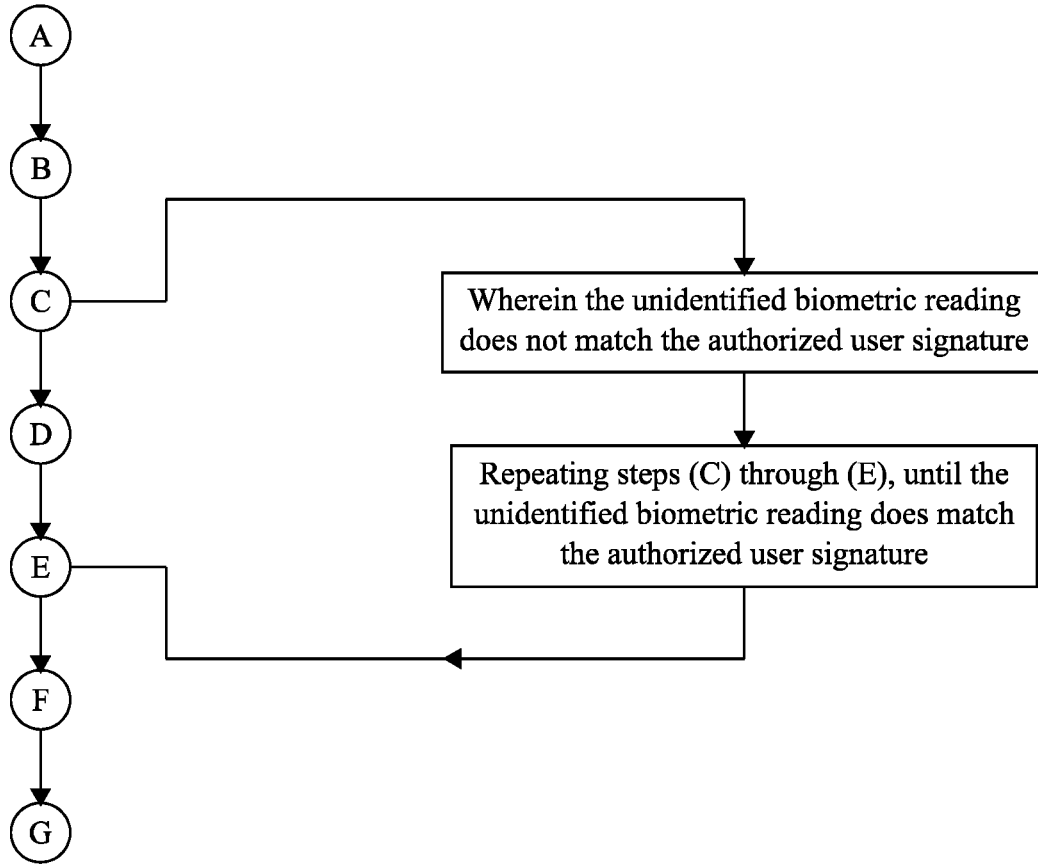 A
B
C
Wherein the unidentified biometric reading
does not match the authorized user signature
D
Repeating steps (C) through (E), until the
unidentified biometric reading does match
the authorized user signature
E
F
G